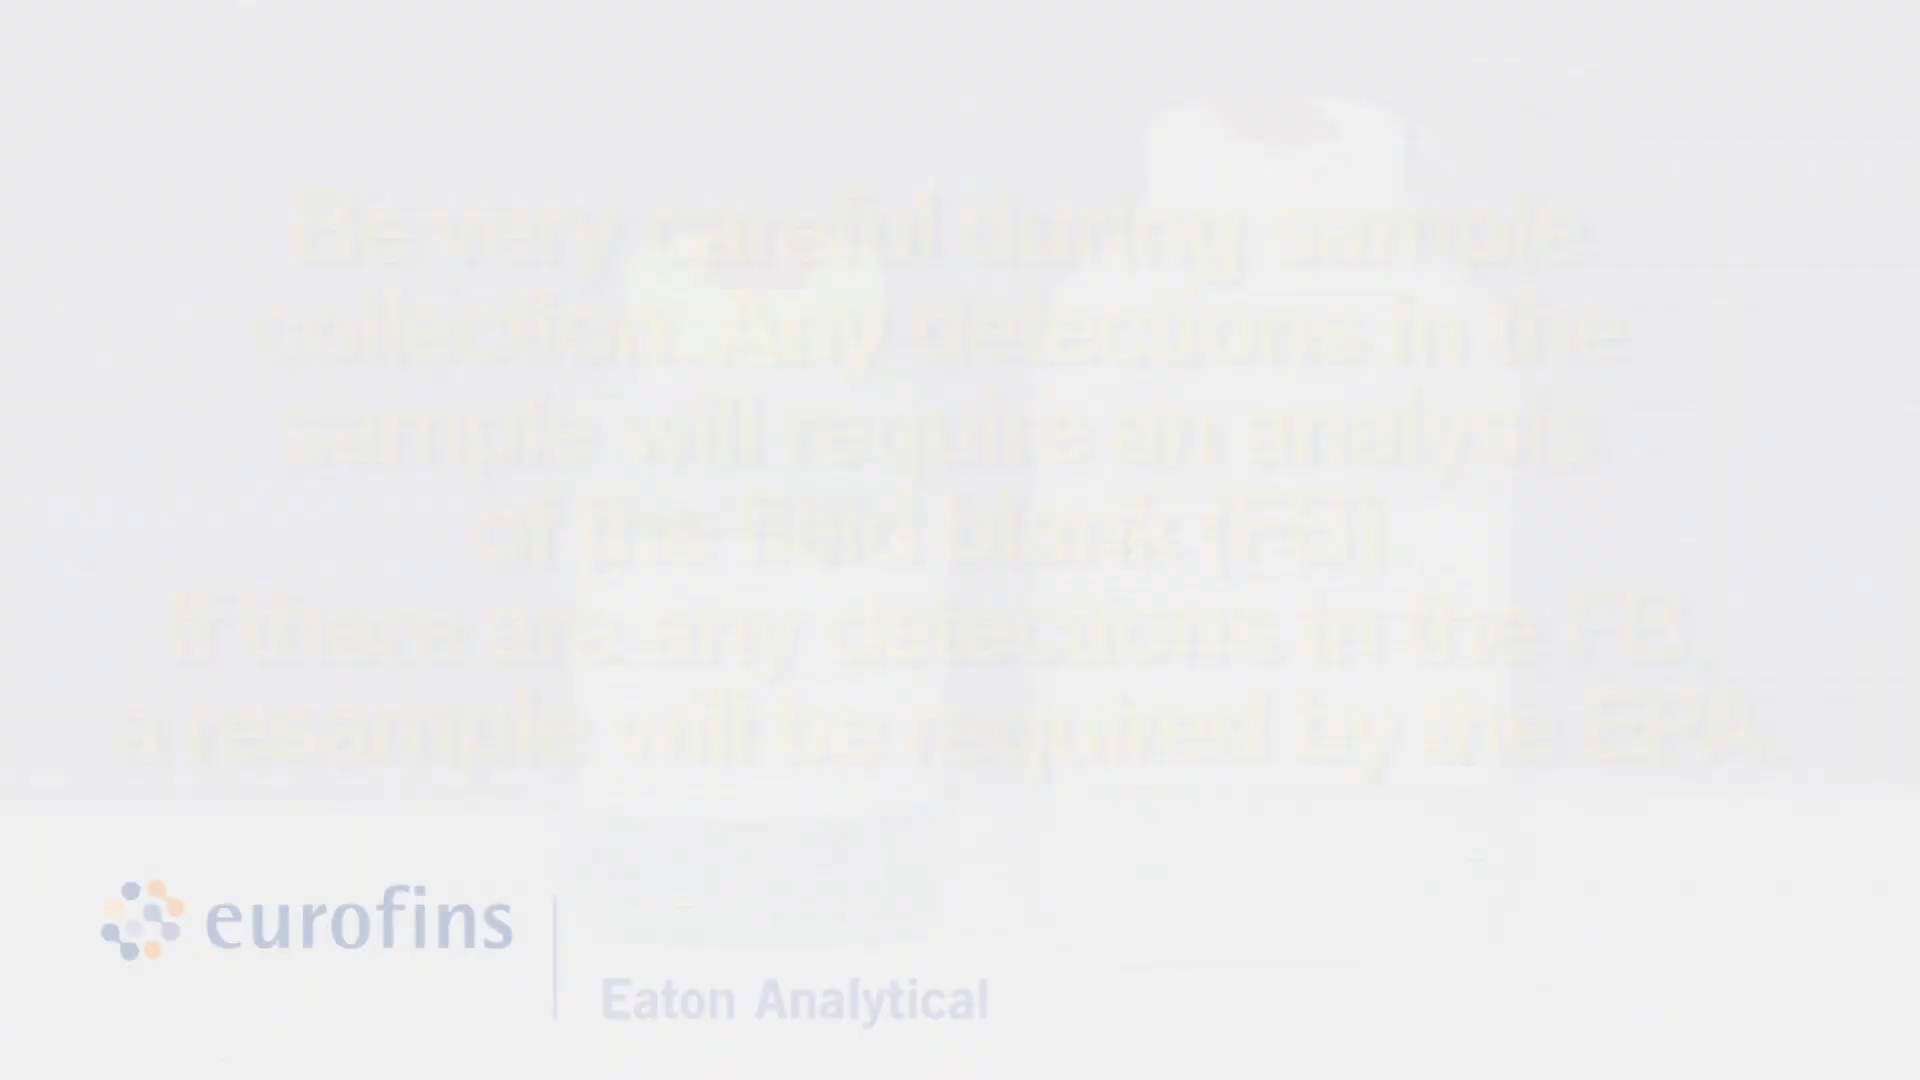 Be very careful during sample
collection. Any detections in the
sample will require an analysis
of the field blank (FB).
If there are any detections in the FB,
a resample will be required by the EPA.
eurofins
Eaton Analytical